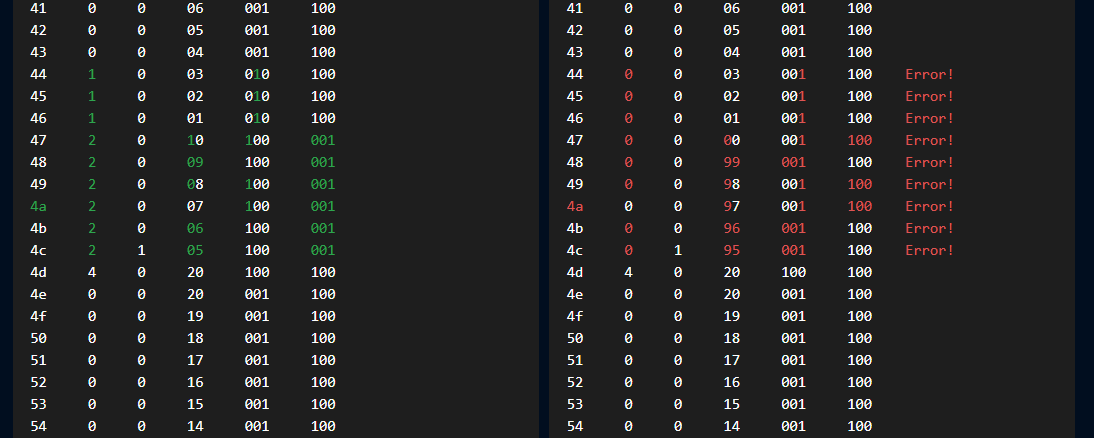 41 0 0 06 001 100
42 0 0 05 001 100
43 0 0 04 001 100
44 1 0 03 010 100
45 1 0 02 010 100
46 1 0 01 010 100
47 2 0 10 100 001
48 2 0 09 100 001
49 2 0 08 100 001
4a 2 0 07 100 001
4b 2 0 06 100 001
4c 2 1 05 100 001
4d 4 0 20 100 100
4e 0 0 20 001 100
4f 0 0 19 001 100
50 0 0 18 001 100
51 0 0 17 001 100
52 0 0 16 001 100
53 0 0 15 001 100
54 0 0 14 001 100
41 0 0 06 001 100
42 0 0 05 001 100
43 0 0 04 001 100
44 0 0 03 001 100 Error!
45 0 0 02 001 100 Error!
46 0 0 01 001 100 Error!
47 0 0 00 001 100 Error!
48 0 0 99 001 100 Error!
49 0 0 98 001 100 Error!
4a 0 0 97 001 100 Error!
4b 0 0 96 001 100 Error!
4c 0 1 95 001 100 Error!
4d 4 0 20 100 100
4e 0 0 20 001 100
4f 0 0 19 001 100
50 0 0 18 001 100
51 0 0 17 001 100
52 0 0 16 001 100
53 0 0 15 001 100
54 0 0 14 001 100